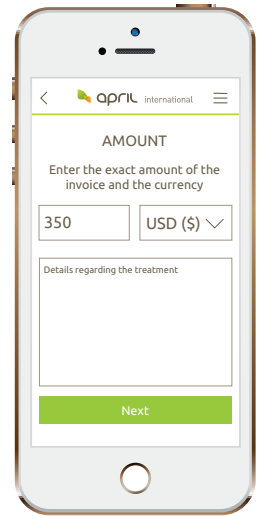 april international
AMOUNT
Enter the exact amount of the
invoice and the currency
350 USD ($)
Details regarding the treatment
Next